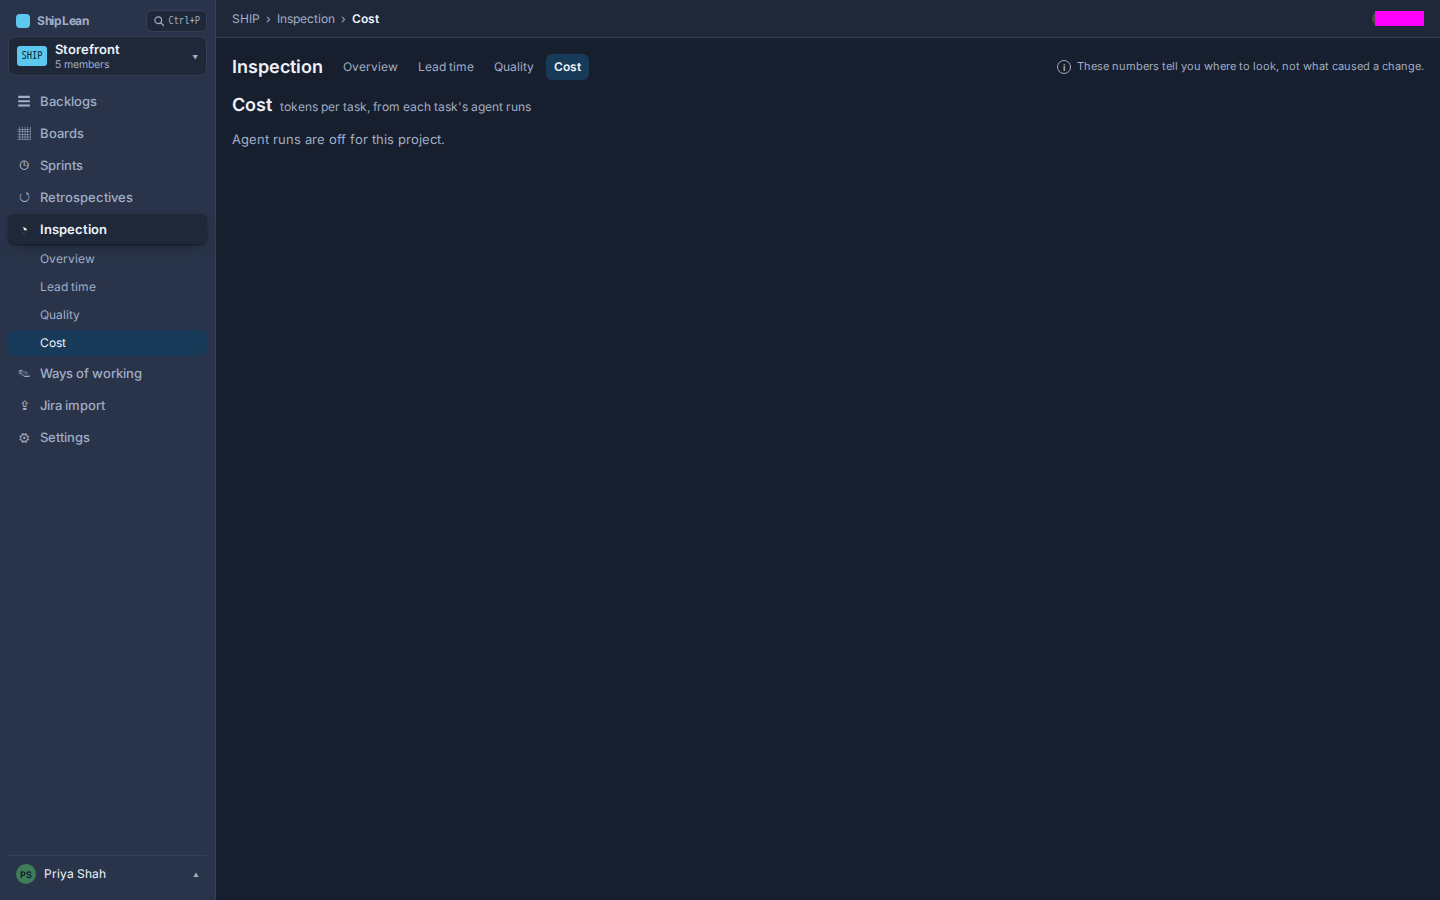 ShipLean
Ctrl+P
SHIP
Storefront
5 members
Backlogs
Boards
Sprints
Retrospectives
Inspection
Overview
Lead time
Quality
Cost
Ways of working
Jira import
Settings
PS
Priya Shah
SHIP › Inspection › Cost
Inspection
Overview
Lead time
Quality
Cost
These numbers tell you where to look, not what caused a change.
Cost tokens per task, from each task's agent runs
Agent runs are off for this project.